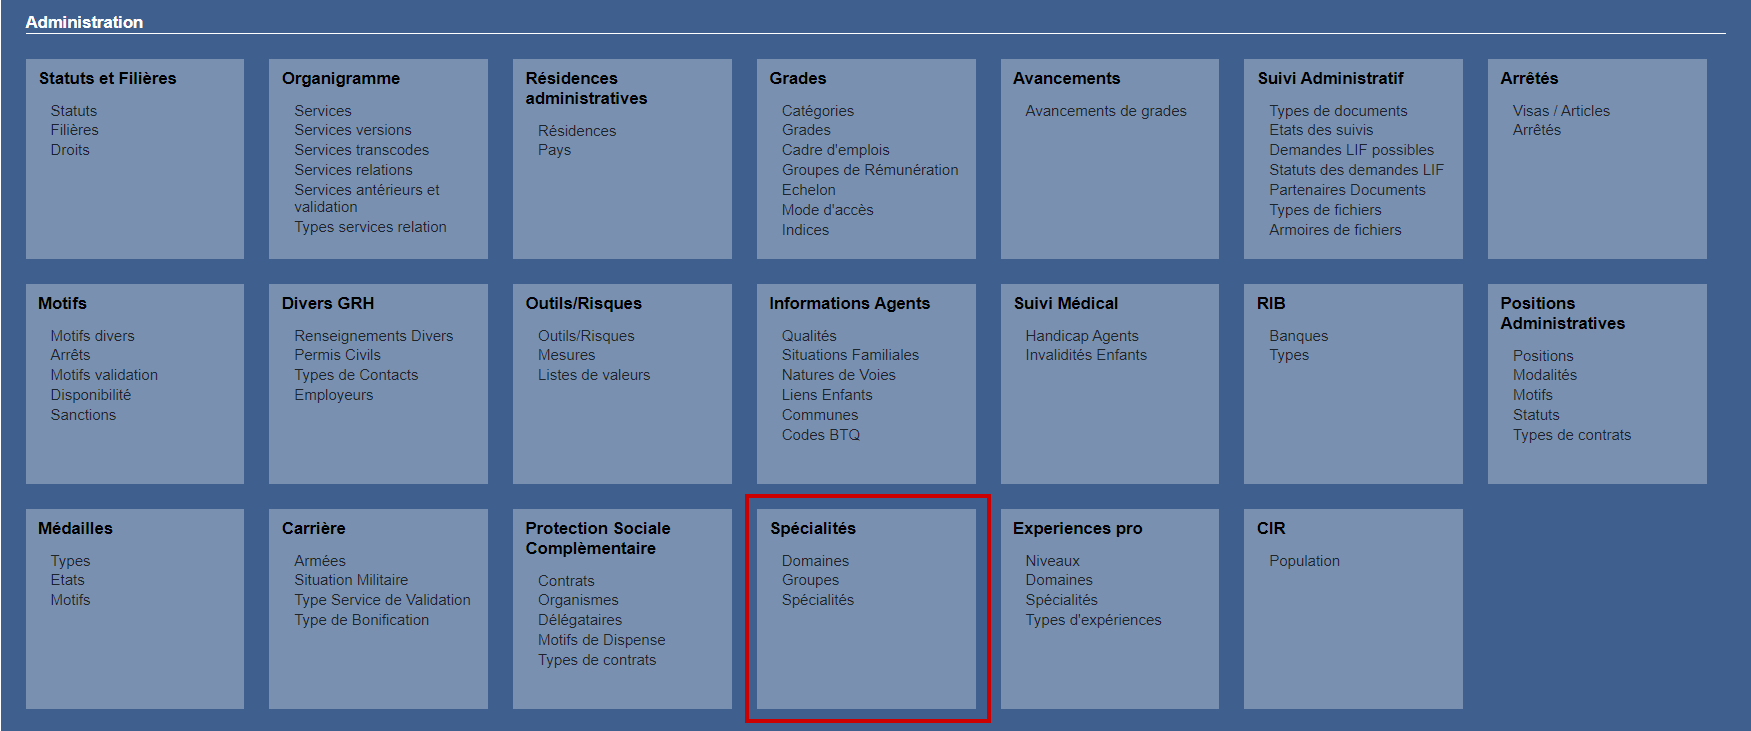 Administration
Statuts et Filières
Statuts
Filières
Droits
Organigramme
Services
Services versions
Services transcodes
Services relations
Services antérieurs et
validation
Types services relation
Résidences
administratives
Résidences
Pays
Grades
Catégories
Grades
Cadre d'emplois
Groupes de Rémunération
Echelon
Mode d'accès
Indices
Avancements
Avancements de grades
Suivi Administratif
Types de documents
Etats des suivis
Demandes LIF possibles
Statuts des demandes LIF
Partenaires Documents
Types de fichiers
Armoires de fichiers
Arrêtés
Visas / Articles
Arrêtés
Motifs
Motifs divers
Arrêts
Motifs validation
Disponibilité
Sanctions
Divers GRH
Renseignements Divers
Permis Civils
Types de Contacts
Employeurs
Outils/Risques
Outils/Risques
Mesures
Listes de valeurs
Informations Agents
Qualités
Situations Familiales
Natures de Voies
Liens Enfants
Communes
Codes BTQ
Suivi Médical
Handicap Agents
Invalidités Enfants
RIB
Banques
Types
Positions
Administratives
Positions
Modalités
Motifs
Statuts
Types de contrats
Médailles
Types
Etats
Motifs
Carrière
Armées
Situation Militaire
Type Service de Validation
Type de Bonification
Protection Sociale
Complèmentaire
Contrats
Organismes
Délégataires
Motifs de Dispense
Types de contrats
Spécialités
Domaines
Groupes
Spécialités
Experiences pro
Niveaux
Domaines
Spécialités
Types d'expériences
CIR
Population